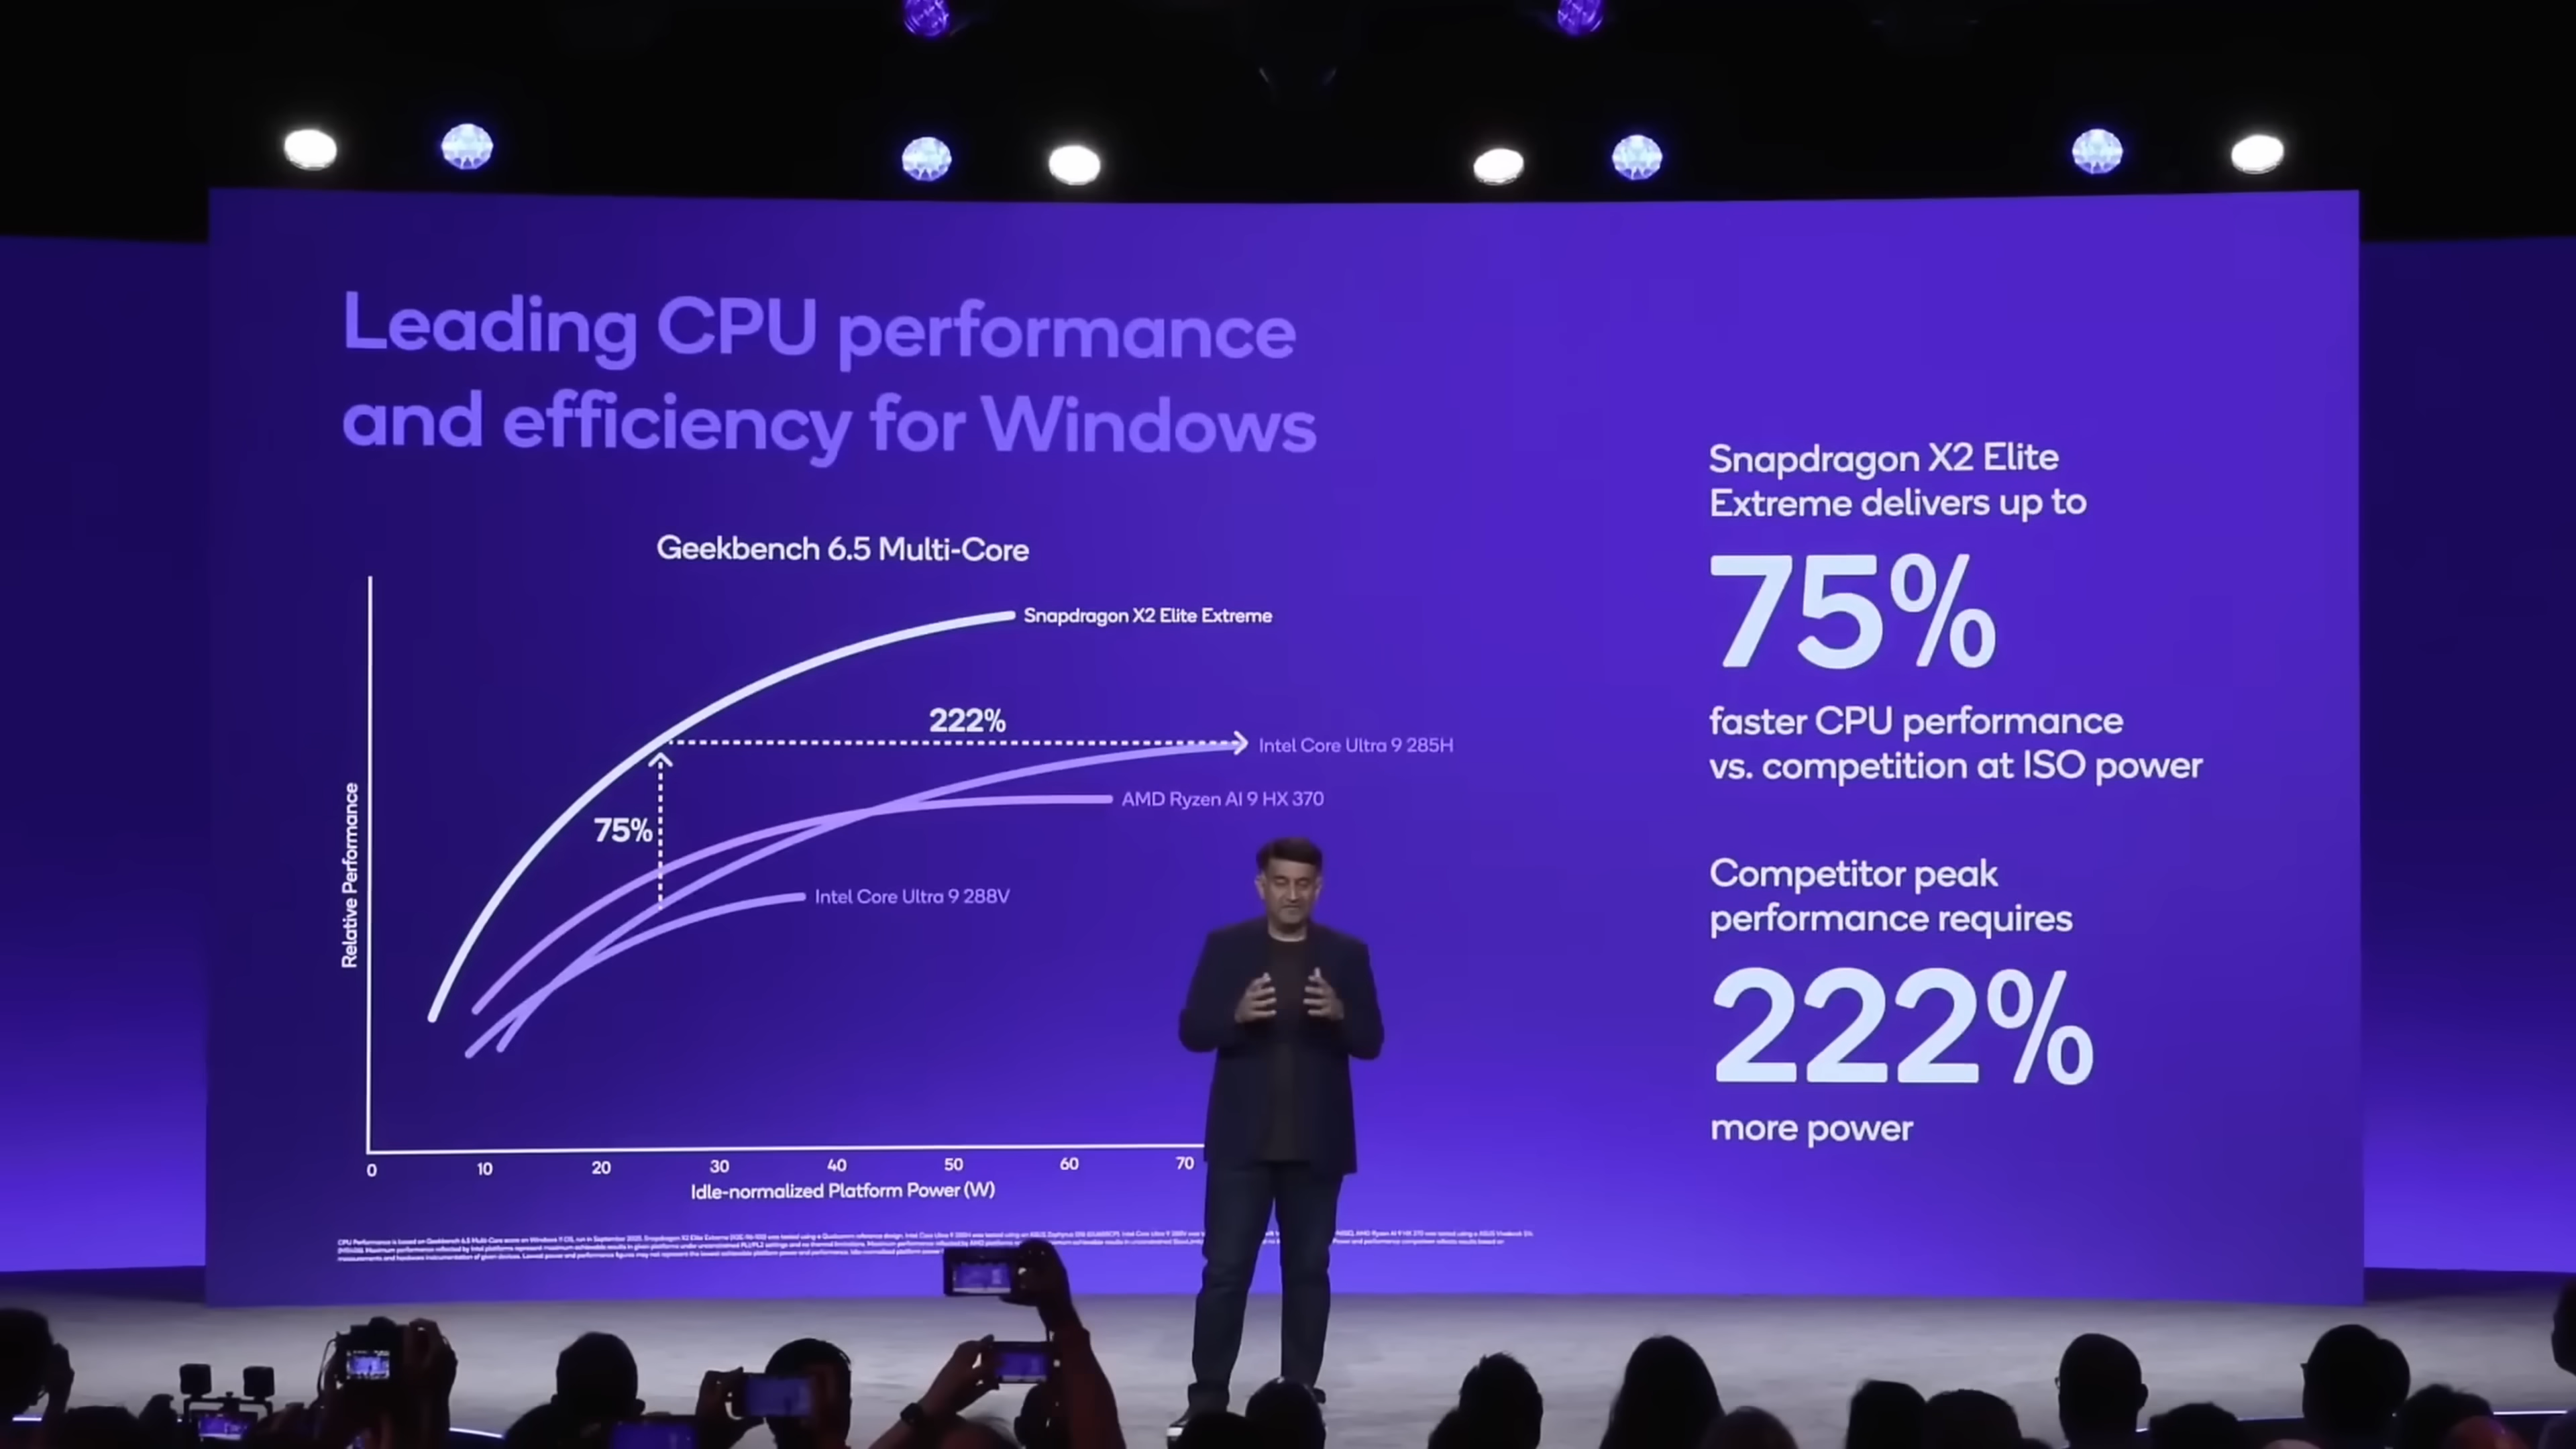 Leading CPU performance
and efficiency for Windows
Geekbench 6.5 Multi-Core
Relative Performance
Snapdragon X2 Elite Extreme
222%
Intel Core Ultra 9 285H
AMD Ryzen AI 9 HX 370
75%
Intel Core Ultra 9 288V
0 10 20 30 40 50 60 70
Idle-normalized Platform Power (W)
Snapdragon X2 Elite
Extreme delivers up to
75%
faster CPU performance
vs. competition at ISO power
Competitor peak
performance requires
222%
more power